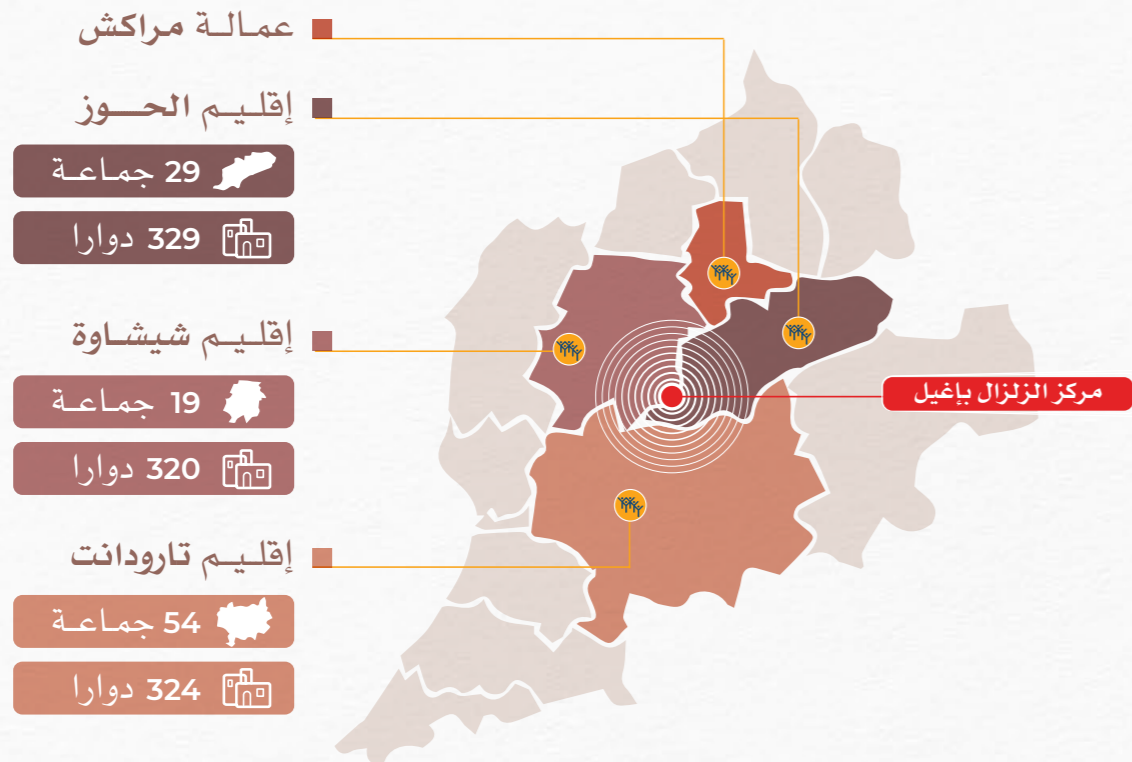 عمالة مراكش
إقليم الحوز
29 جماعة
329 دوارا
إقليم شيشاوة
19 جماعة
320 دوارا
إقليم تارودانت
54 جماعة
324 دوارا
مركز الزلزال بإغيل